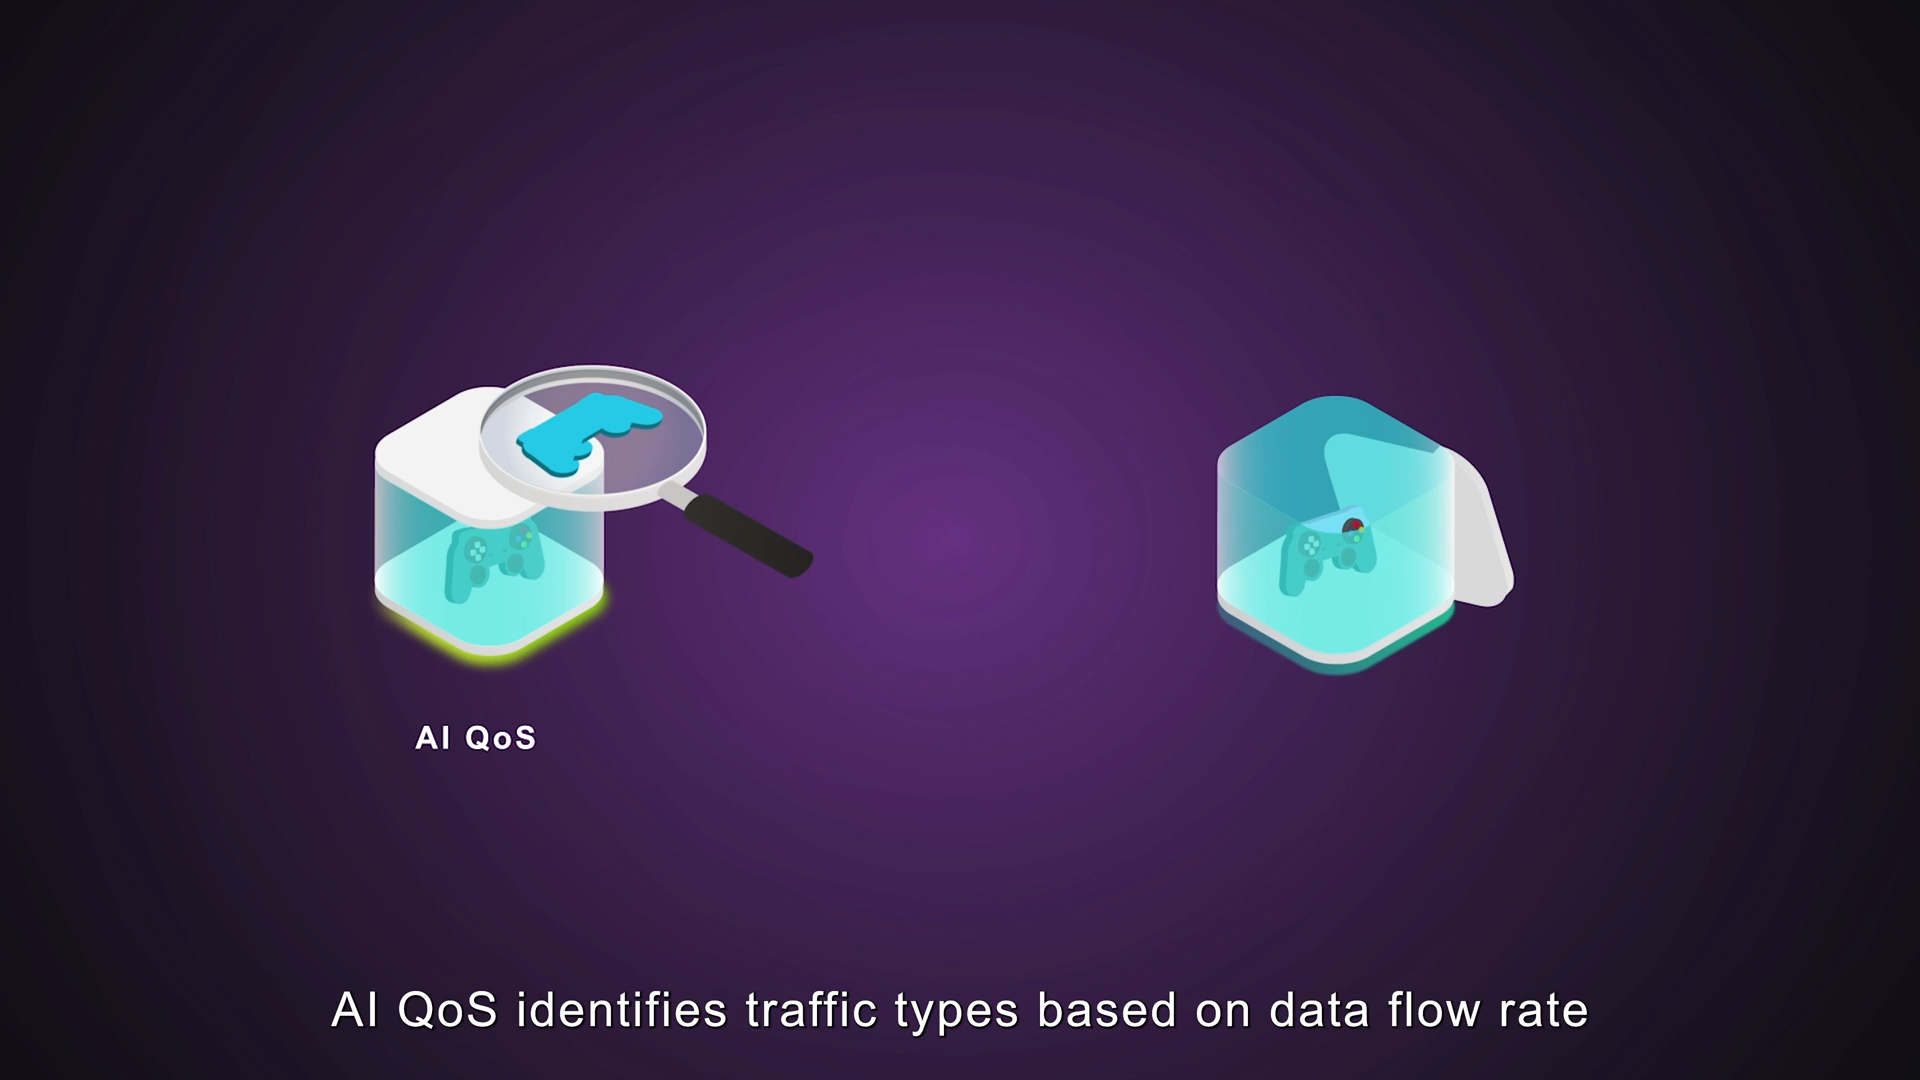 AI QoS
AI QoS identifies traffic types based on data flow rate